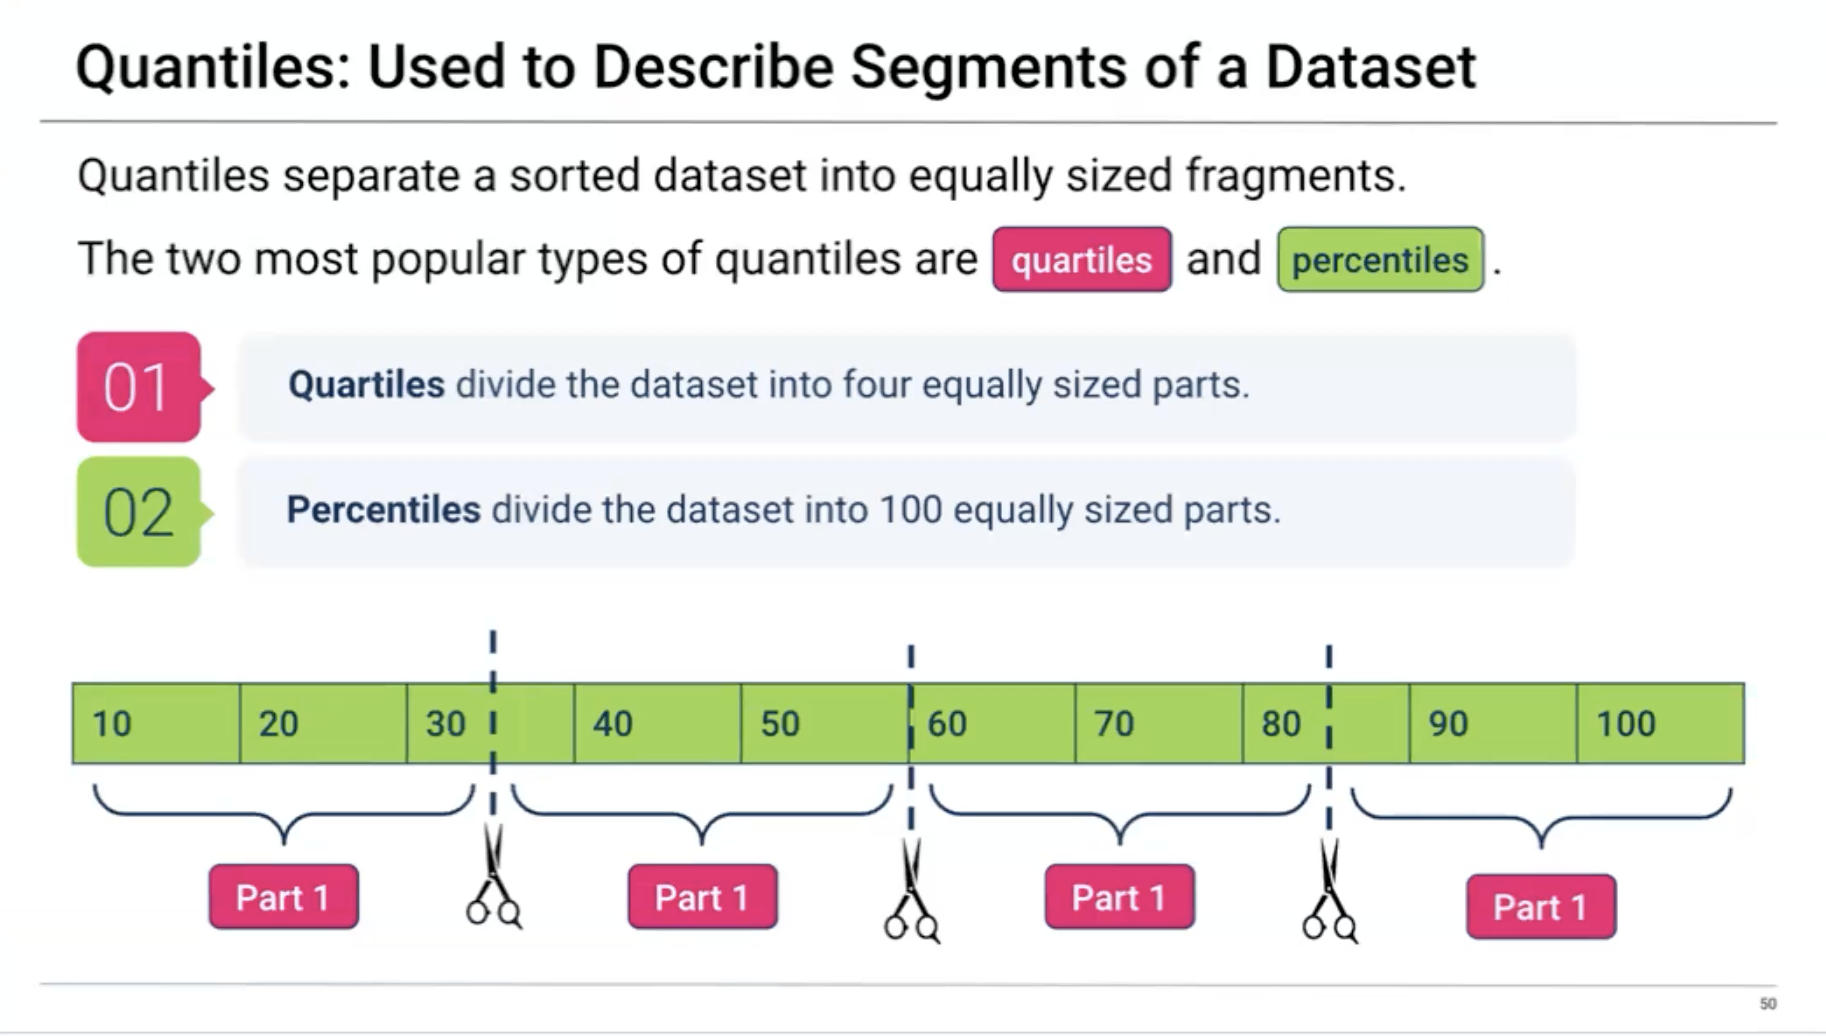 Quantiles: Used to Describe Segments of a Dataset
Quantiles separate a sorted dataset into equally sized fragments.
The two most popular types of quantiles are quartiles and percentiles .
01 Quartiles divide the dataset into four equally sized parts.
02 Percentiles divide the dataset into 100 equally sized parts.
10 20 30 40 50 60 70 80 90 100
Part 1 Part 1 Part 1 Part 1
50